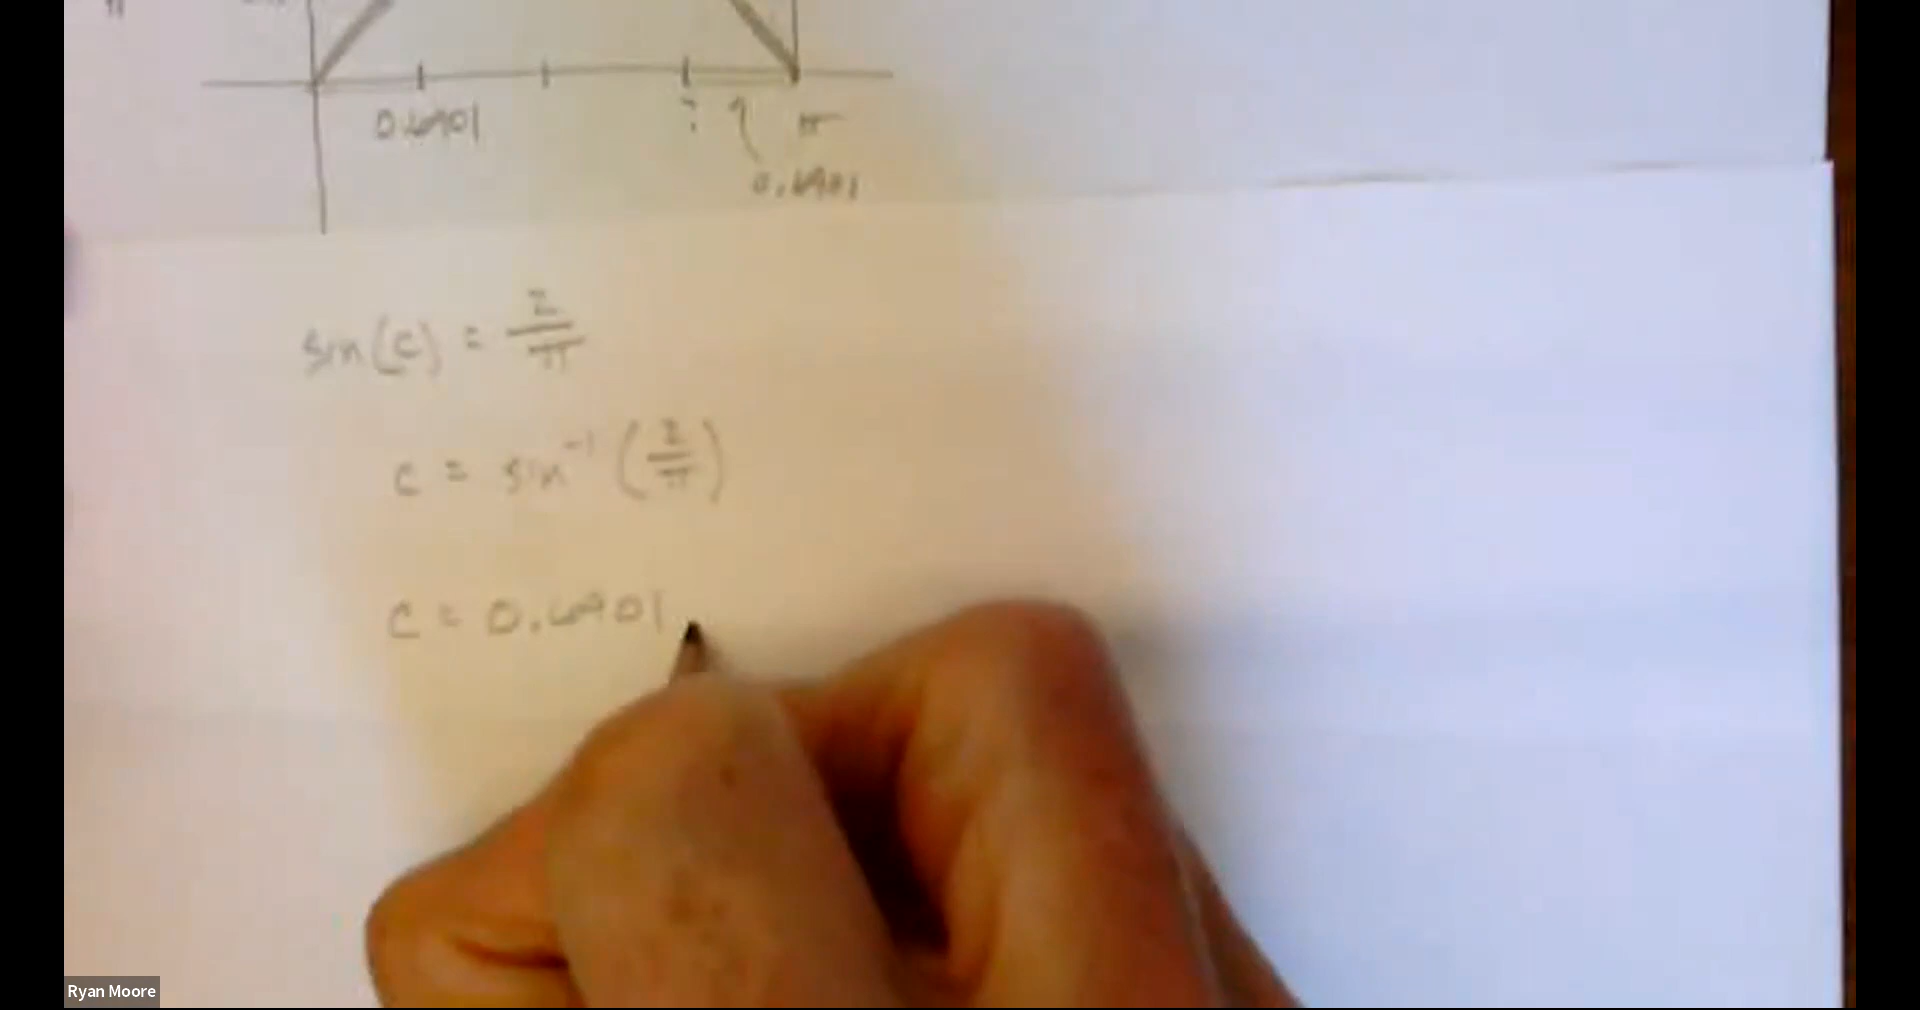 0.6901
? ? π
0.6901
sin(c) = 2/π
c = sin⁻¹(2/π)
c = 0.6901
Ryan Moore